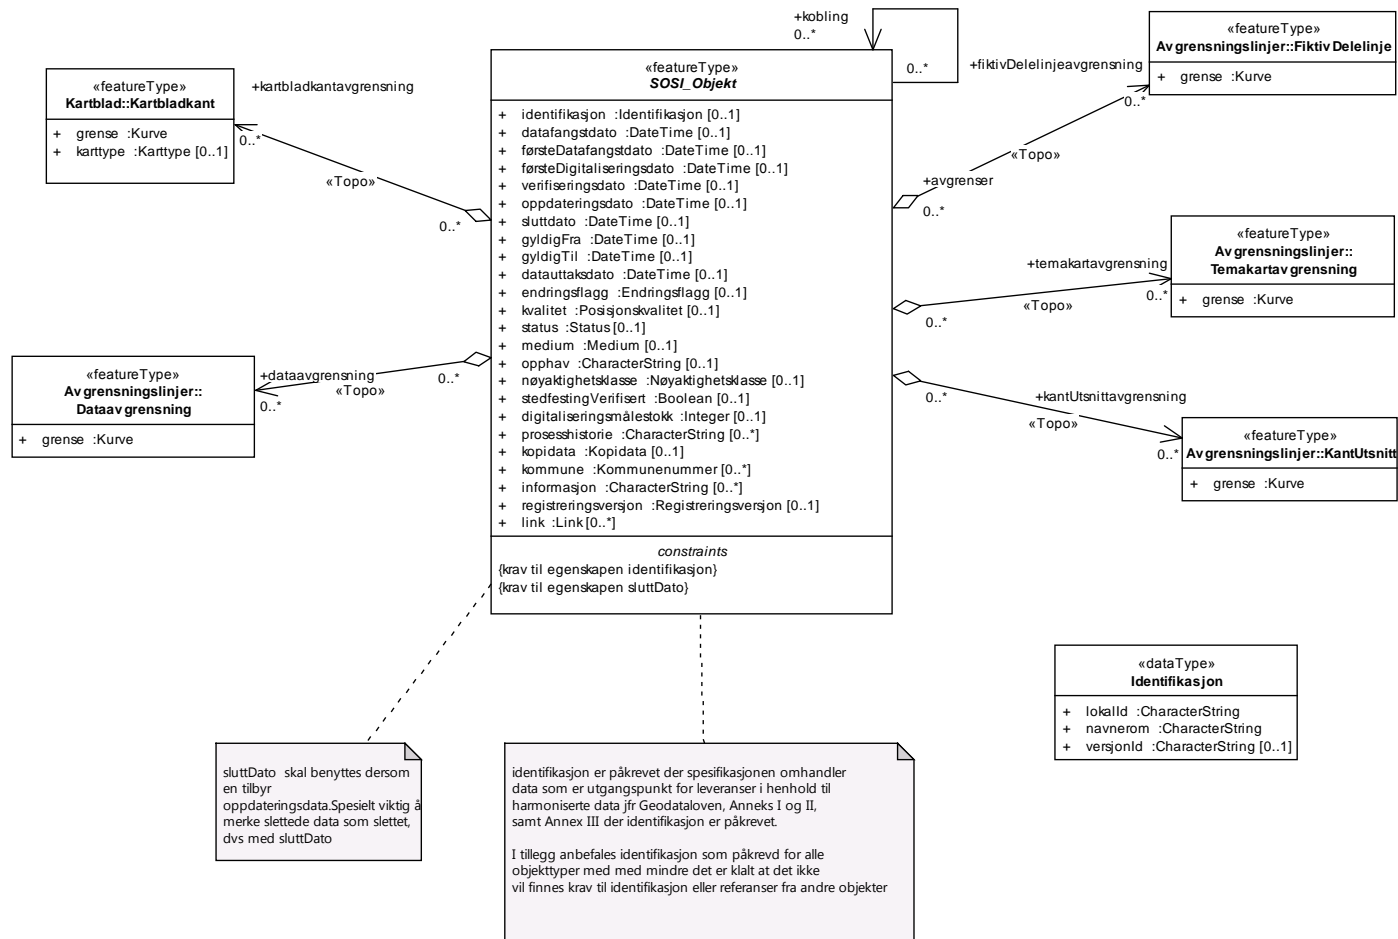 +kobling
0..*
0..*
«featureType»
SOSI_Objekt
+ identifikasjon :Identifikasjon [0..1]
+ datafangstdato :DateTime [0..1]
+ førsteDatafangstdato :DateTime [0..1]
+ førsteDigitaliseringsdato :DateTime [0..1]
+ verifiseringsdato :DateTime [0..1]
+ oppdateringsdato :DateTime [0..1]
+ sluttdato :DateTime [0..1]
+ gyldigFra :DateTime [0..1]
+ gyldigTil :DateTime [0..1]
+ datauttaksdato :DateTime [0..1]
+ endringsflagg :Endringsflagg [0..1]
+ kvalitet :Posisjonskvalitet [0..1]
+ status :Status [0..1]
+ medium :Medium [0..1]
+ opphav :CharacterString [0..1]
+ nøyaktighetsklasse :Nøyaktighetsklasse [0..1]
+ stedfestingVerifisert :Boolean [0..1]
+ digitaliseringsmålestokk :Integer [0..1]
+ prosesshistorie :CharacterString [0..*]
+ kopidata :Kopidata [0..1]
+ kommune :Kommunenummer [0..*]
+ informasjon :CharacterString [0..*]
+ registreringsversjon :Registreringsversjon [0..1]
+ link :Link [0..*]
constraints
{krav til egenskapen identifikasjon}
{krav til egenskapen sluttDato}
«featureType»
Kartblad::Kartbladkant
+ grense :Kurve
+ karttype :Karttype [0..1]
+kartbladkantavgrensning
0..*
«Topo»
0..*
«featureType»
Avgrensningslinjer::
Dataavgrensning
+ grense :Kurve
+dataavgrensning
0..*
«Topo»
0..*
«featureType»
Avgrensningslinjer::FiktivDelelinje
+ grense :Kurve
+fiktivDelelinjeavgrensning
0..*
«Topo»
+avgrenser
0..*
«featureType»
Avgrensningslinjer::
Temakartavgrensning
+ grense :Kurve
+temakartavgrensning
0..*
«Topo»
0..*
«featureType»
Avgrensningslinjer::KantUtsnitt
+ grense :Kurve
+kantUtsnittavgrensning
0..*
«Topo»
0..*
«dataType»
Identifikasjon
+ lokalId :CharacterString
+ navnerom :CharacterString
+ versjonId :CharacterString [0..1]
sluttDato skal benyttes dersom
en tilbyr
oppdateringsdata.Spesielt viktig å
merke slettede data som slettet,
dvs med sluttDato
identifikasjon er påkrevet der spesifikasjonen omhandler
data som er utgangspunkt for leveranser i henhold til
harmoniserte data jfr Geodataloven, Anneks I og II,
samt Annex III der identifikasjon er påkrevet.
I tillegg anbefales identifikasjon som påkrevd for alle
objekttyper med med mindre det er klalt at det ikke
vil finnes krav til identifikasjon eller referanser fra andre objekter